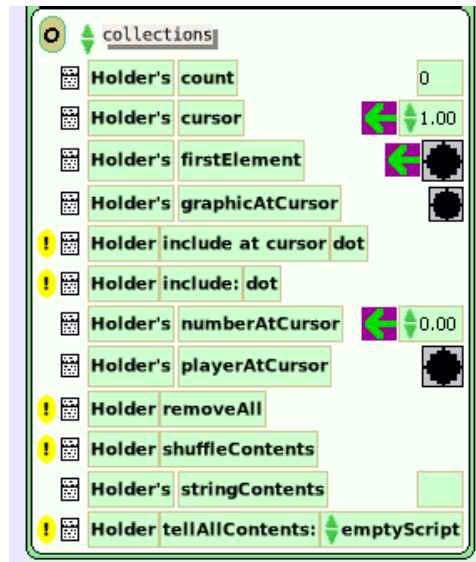 collections
Holder's count 0
Holder's cursor 1.00
Holder's firstElement
Holder's graphicAtCursor
! Holder include at cursor dot
! Holder include: dot
Holder's numberAtCursor 0.00
Holder's playerAtCursor
! Holder removeAll
! Holder shuffleContents
Holder's stringContents
! Holder tellAllContents: emptyScript